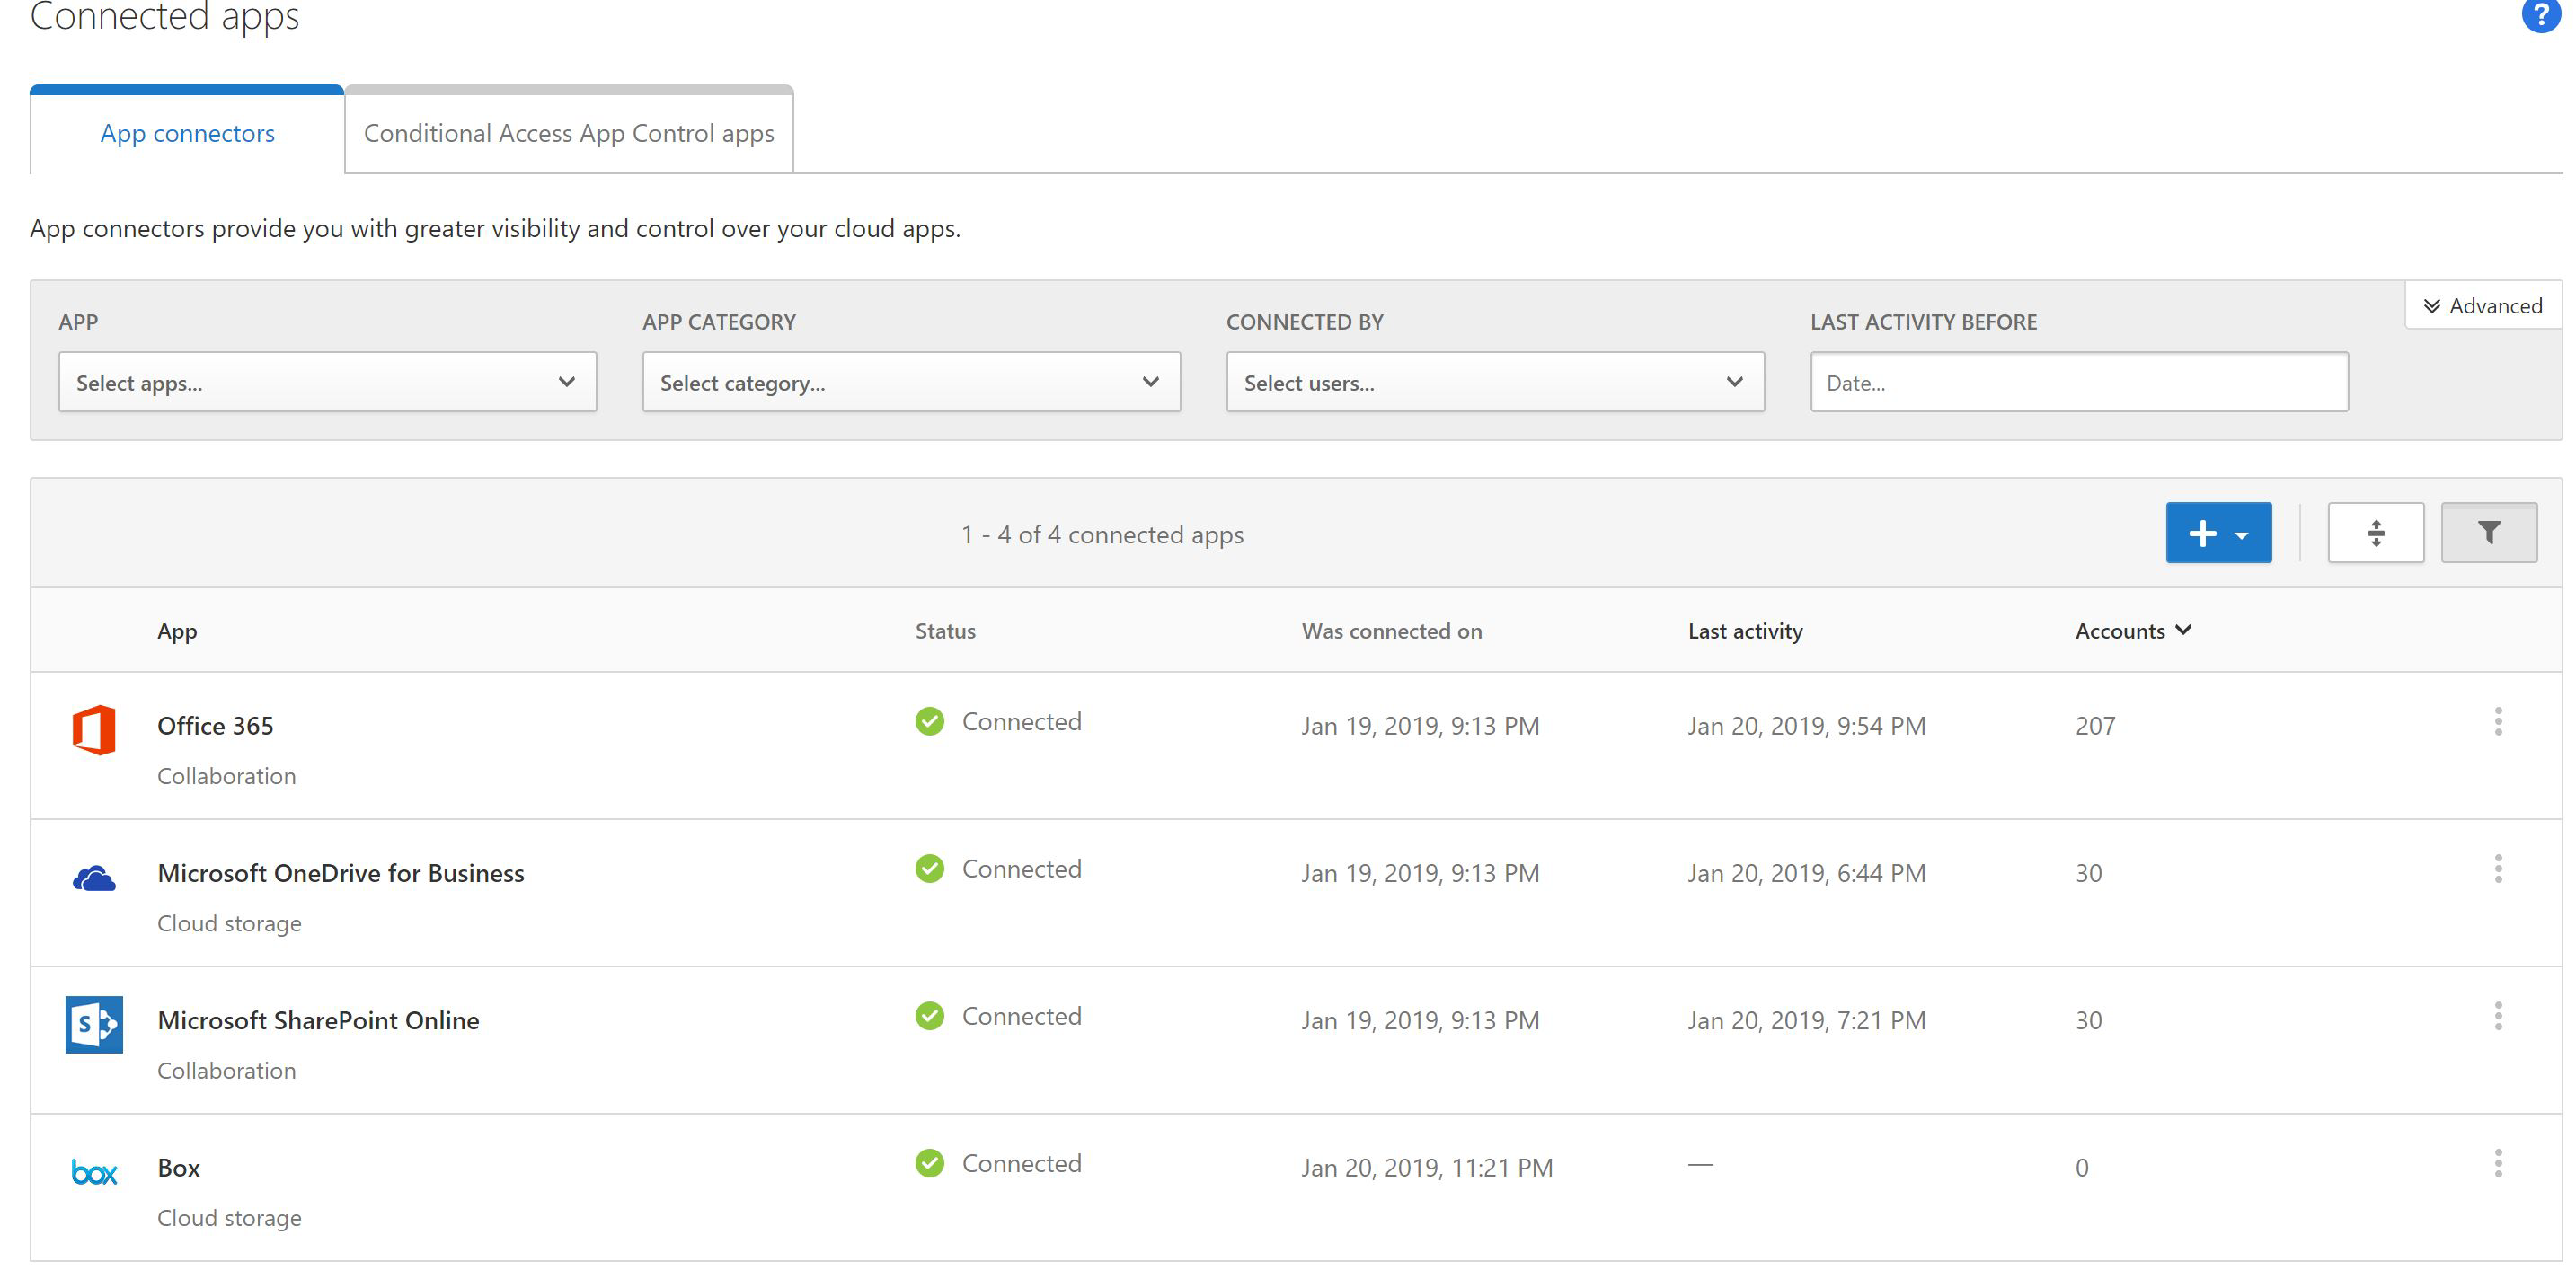 Connected apps
?
App connectors
Conditional Access App Control apps
App connectors provide you with greater visibility and control over your cloud apps.
Advanced
APP APP CATEGORY CONNECTED BY LAST ACTIVITY BEFORE
Select apps... Select category... Select users... Date...
1 - 4 of 4 connected apps
App Status Was connected on Last activity Accounts
Office 365 Connected Jan 19, 2019, 9:13 PM Jan 20, 2019, 9:54 PM 207
Collaboration
Microsoft OneDrive for Business Connected Jan 19, 2019, 9:13 PM Jan 20, 2019, 6:44 PM 30
Cloud storage
S Microsoft SharePoint Online Connected Jan 19, 2019, 9:13 PM Jan 20, 2019, 7:21 PM 30
Collaboration
box Box Connected Jan 20, 2019, 11:21 PM — 0
Cloud storage